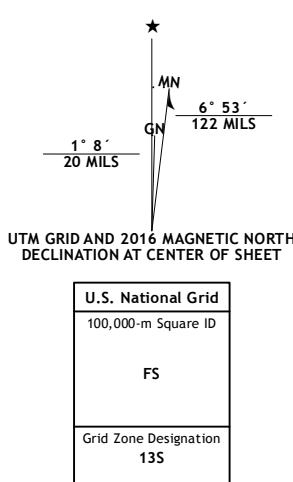 ★
MN
GN
6° 53´
122 MILS
1° 8´
20 MILS
UTM GRID AND 2016 MAGNETIC NORTH
DECLINATION AT CENTER OF SHEET
U.S. National Grid
100,000-m Square ID
FS
Grid Zone Designation
13S